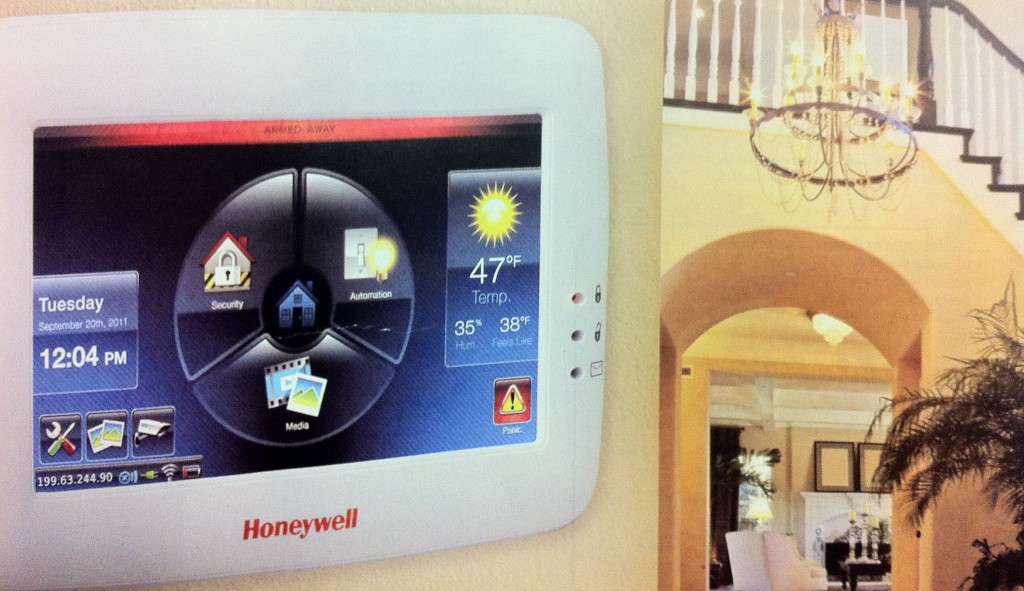 ARMED AWAY
Tuesday
September 20th, 2011
12:04 PM
Security
Automation
Media
47°F
Temp.
35% 38°F
Hum. Feels Like
Panic
199.63.244.90
Honeywell